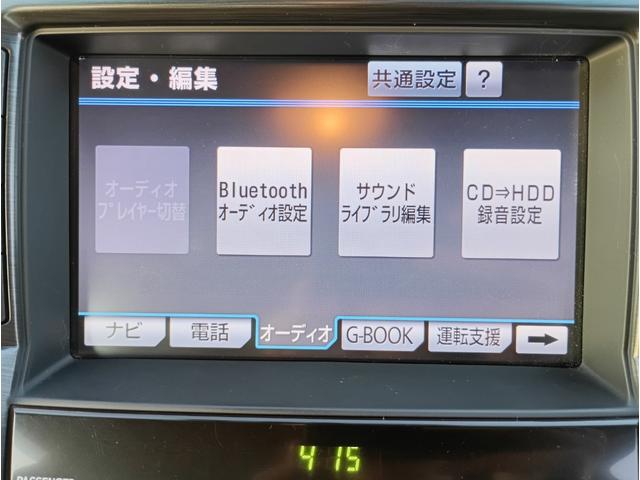 設定・編集
共通設定
?
オーディオ
プレイヤー切替
Bluetooth
オーディオ設定
サウンド
ライブラリ編集
CD⇒HDD
録音設定
ナビ
電話
オーディオ
G-BOOK
運転支援
➡
4:15
PASSENGER